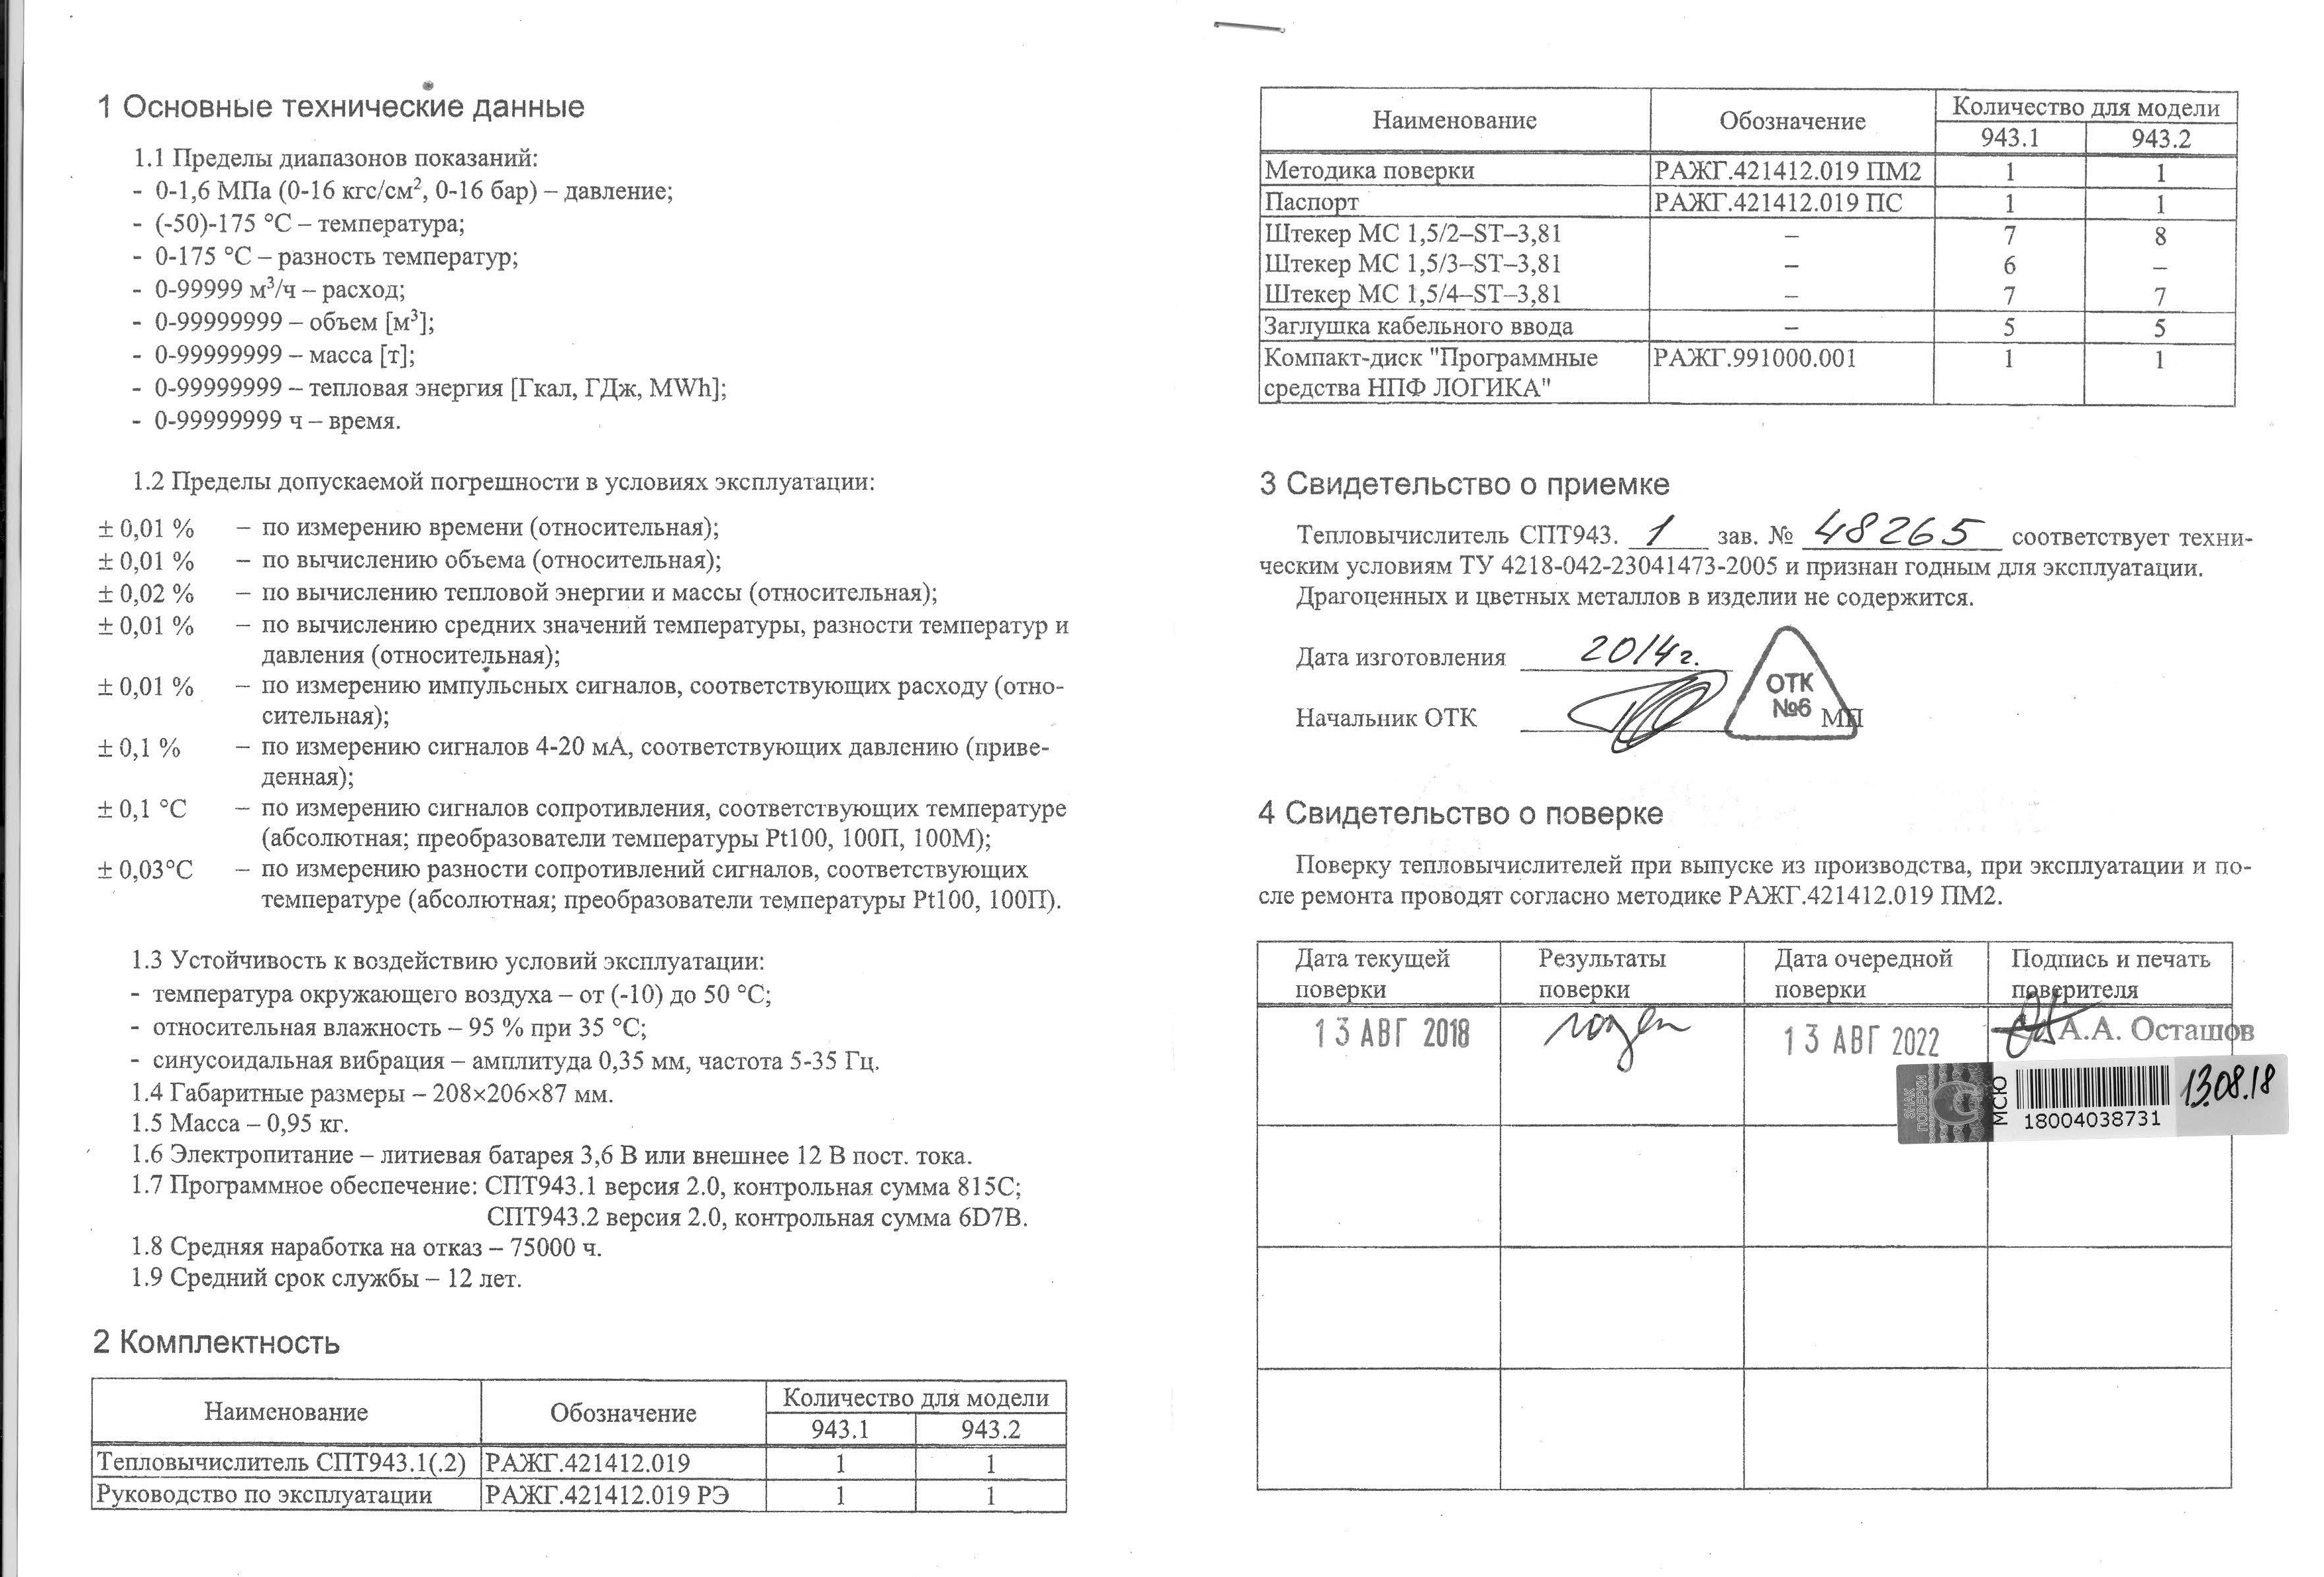 1 Основные технические данные
1.1 Пределы диапазонов показаний:
- 0-1,6 МПа (0-16 кгс/см², 0-16 бар) – давление;
- (-50)-175 °С – температура;
- 0-175 °С – разность температур;
- 0-99999 м³/ч – расход;
- 0-99999999 – объем [м³];
- 0-99999999 – масса [т];
- 0-99999999 – тепловая энергия [Гкал, ГДж, MWh];
- 0-99999999 ч – время.
1.2 Пределы допускаемой погрешности в условиях эксплуатации:
± 0,01 % – по измерению времени (относительная);
± 0,01 % – по вычислению объема (относительная);
± 0,02 % – по вычислению тепловой энергии и массы (относительная);
± 0,01 % – по вычислению средних значений температуры, разности температур и
давления (относительная);
± 0,01 % – по измерению импульсных сигналов, соответствующих расходу (отно-
сительная);
± 0,1 % – по измерению сигналов 4-20 мА, соответствующих давлению (приве-
денная);
± 0,1 °С – по измерению сигналов сопротивления, соответствующих температуре
(абсолютная; преобразователи температуры Pt100, 100П, 100М);
± 0,03°С – по измерению разности сопротивлений сигналов, соответствующих
температуре (абсолютная; преобразователи температуры Pt100, 100П).
1.3 Устойчивость к воздействию условий эксплуатации:
- температура окружающего воздуха – от (-10) до 50 °С;
- относительная влажность – 95 % при 35 °С;
- синусоидальная вибрация – амплитуда 0,35 мм, частота 5-35 Гц.
1.4 Габаритные размеры – 208×206×87 мм.
1.5 Масса – 0,95 кг.
1.6 Электропитание – литиевая батарея 3,6 В или внешнее 12 В пост. тока.
1.7 Программное обеспечение: СПТ943.1 версия 2.0, контрольная сумма 815С;
СПТ943.2 версия 2.0, контрольная сумма 6D7B.
1.8 Средняя наработка на отказ – 75000 ч.
1.9 Средний срок службы – 12 лет.
2 Комплектность
Наименование Обозначение Количество для модели
943.1 943.2
Тепловычислитель СПТ943.1(.2) РАЖГ.421412.019 1 1
Руководство по эксплуатации РАЖГ.421412.019 РЭ 1 1
Наименование Обозначение Количество для модели
943.1 943.2
Методика поверки РАЖГ.421412.019 ПМ2 1 1
Паспорт РАЖГ.421412.019 ПС 1 1
Штекер МС 1,5/2–ST–3,81 – 7 8
Штекер МС 1,5/3–ST–3,81 – 6 –
Штекер МС 1,5/4–ST–3,81 – 7 7
Заглушка кабельного ввода – 5 5
Компакт-диск "Программные РАЖГ.991000.001 1 1
средства НПФ ЛОГИКА"
3 Свидетельство о приемке
Тепловычислитель СПТ943. 1 зав. № 48265 соответствует техни-
ческим условиям ТУ 4218-042-23041473-2005 и признан годным для эксплуатации.
Драгоценных и цветных металлов в изделии не содержится.
Дата изготовления 2014г.
ОТК
№6
Начальник ОТК МП
4 Свидетельство о поверке
Поверку тепловычислителей при выпуске из производства, при эксплуатации и по-
сле ремонта проводят согласно методике РАЖГ.421412.019 ПМ2.
Дата текущей Результаты Дата очередной Подпись и печать
поверки поверки поверки поверителя
13 АВГ 2018 годен 13 АВГ 2022 А.А. Осташов
ЗНАК
ПОВЕРКИ
МСЮ
18004038731
13.08.18